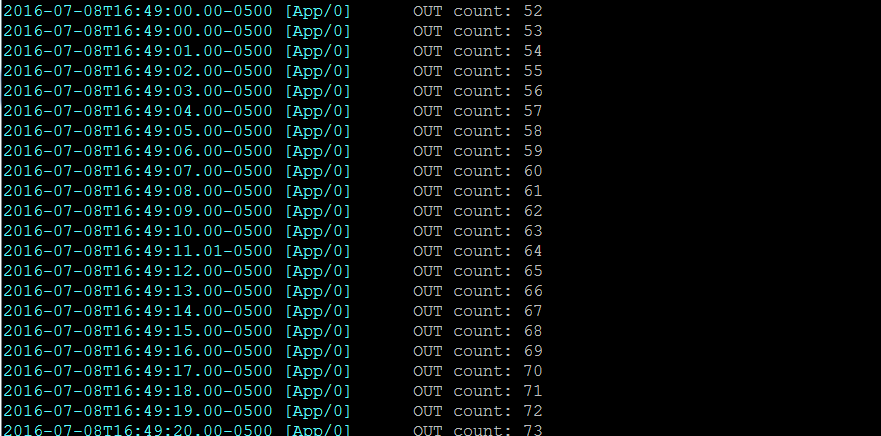 2016-07-08T16:49:00.00-0500 [App/0]      OUT count: 52
2016-07-08T16:49:00.00-0500 [App/0]      OUT count: 53
2016-07-08T16:49:01.00-0500 [App/0]      OUT count: 54
2016-07-08T16:49:02.00-0500 [App/0]      OUT count: 55
2016-07-08T16:49:03.00-0500 [App/0]      OUT count: 56
2016-07-08T16:49:04.00-0500 [App/0]      OUT count: 57
2016-07-08T16:49:05.00-0500 [App/0]      OUT count: 58
2016-07-08T16:49:06.00-0500 [App/0]      OUT count: 59
2016-07-08T16:49:07.00-0500 [App/0]      OUT count: 60
2016-07-08T16:49:08.00-0500 [App/0]      OUT count: 61
2016-07-08T16:49:09.00-0500 [App/0]      OUT count: 62
2016-07-08T16:49:10.00-0500 [App/0]      OUT count: 63
2016-07-08T16:49:11.01-0500 [App/0]      OUT count: 64
2016-07-08T16:49:12.00-0500 [App/0]      OUT count: 65
2016-07-08T16:49:13.00-0500 [App/0]      OUT count: 66
2016-07-08T16:49:14.00-0500 [App/0]      OUT count: 67
2016-07-08T16:49:15.00-0500 [App/0]      OUT count: 68
2016-07-08T16:49:16.00-0500 [App/0]      OUT count: 69
2016-07-08T16:49:17.00-0500 [App/0]      OUT count: 70
2016-07-08T16:49:18.00-0500 [App/0]      OUT count: 71
2016-07-08T16:49:19.00-0500 [App/0]      OUT count: 72
2016-07-08T16:49:20.00-0500 [App/0]      OUT count: 73